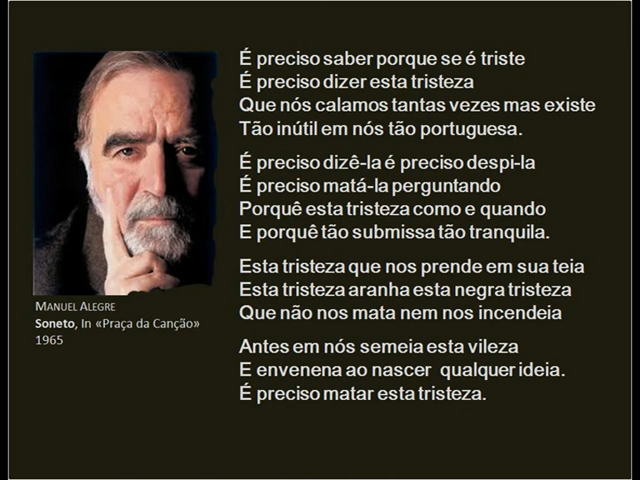 É preciso saber porque se é triste
É preciso dizer esta tristeza
Que nós calamos tantas vezes mas existe
Tão inútil em nós tão portuguesa.
É preciso dizê-la é preciso despi-la
É preciso matá-la perguntando
Porquê esta tristeza como e quando
E porquê tão submissa tão tranquila.
Esta tristeza que nos prende em sua teia
Esta tristeza aranha esta negra tristeza
Que não nos mata nem nos incendeia
Antes em nós semeia esta vileza
E envenena ao nascer qualquer ideia.
É preciso matar esta tristeza.
MANUEL ALEGRE
Soneto, In «Praça da Canção»
1965